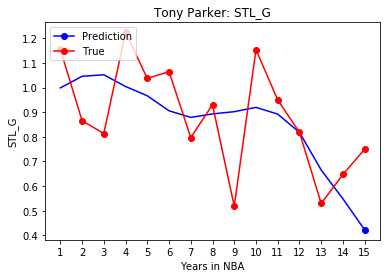 Tony Parker: STL_G
Prediction
True
1.2
1.1
1.0
0.9
0.8
0.7
0.6
0.5
0.4
STL_G
1 2 3 4 5 6 7 8 9 10 11 12 13 14 15
Years in NBA